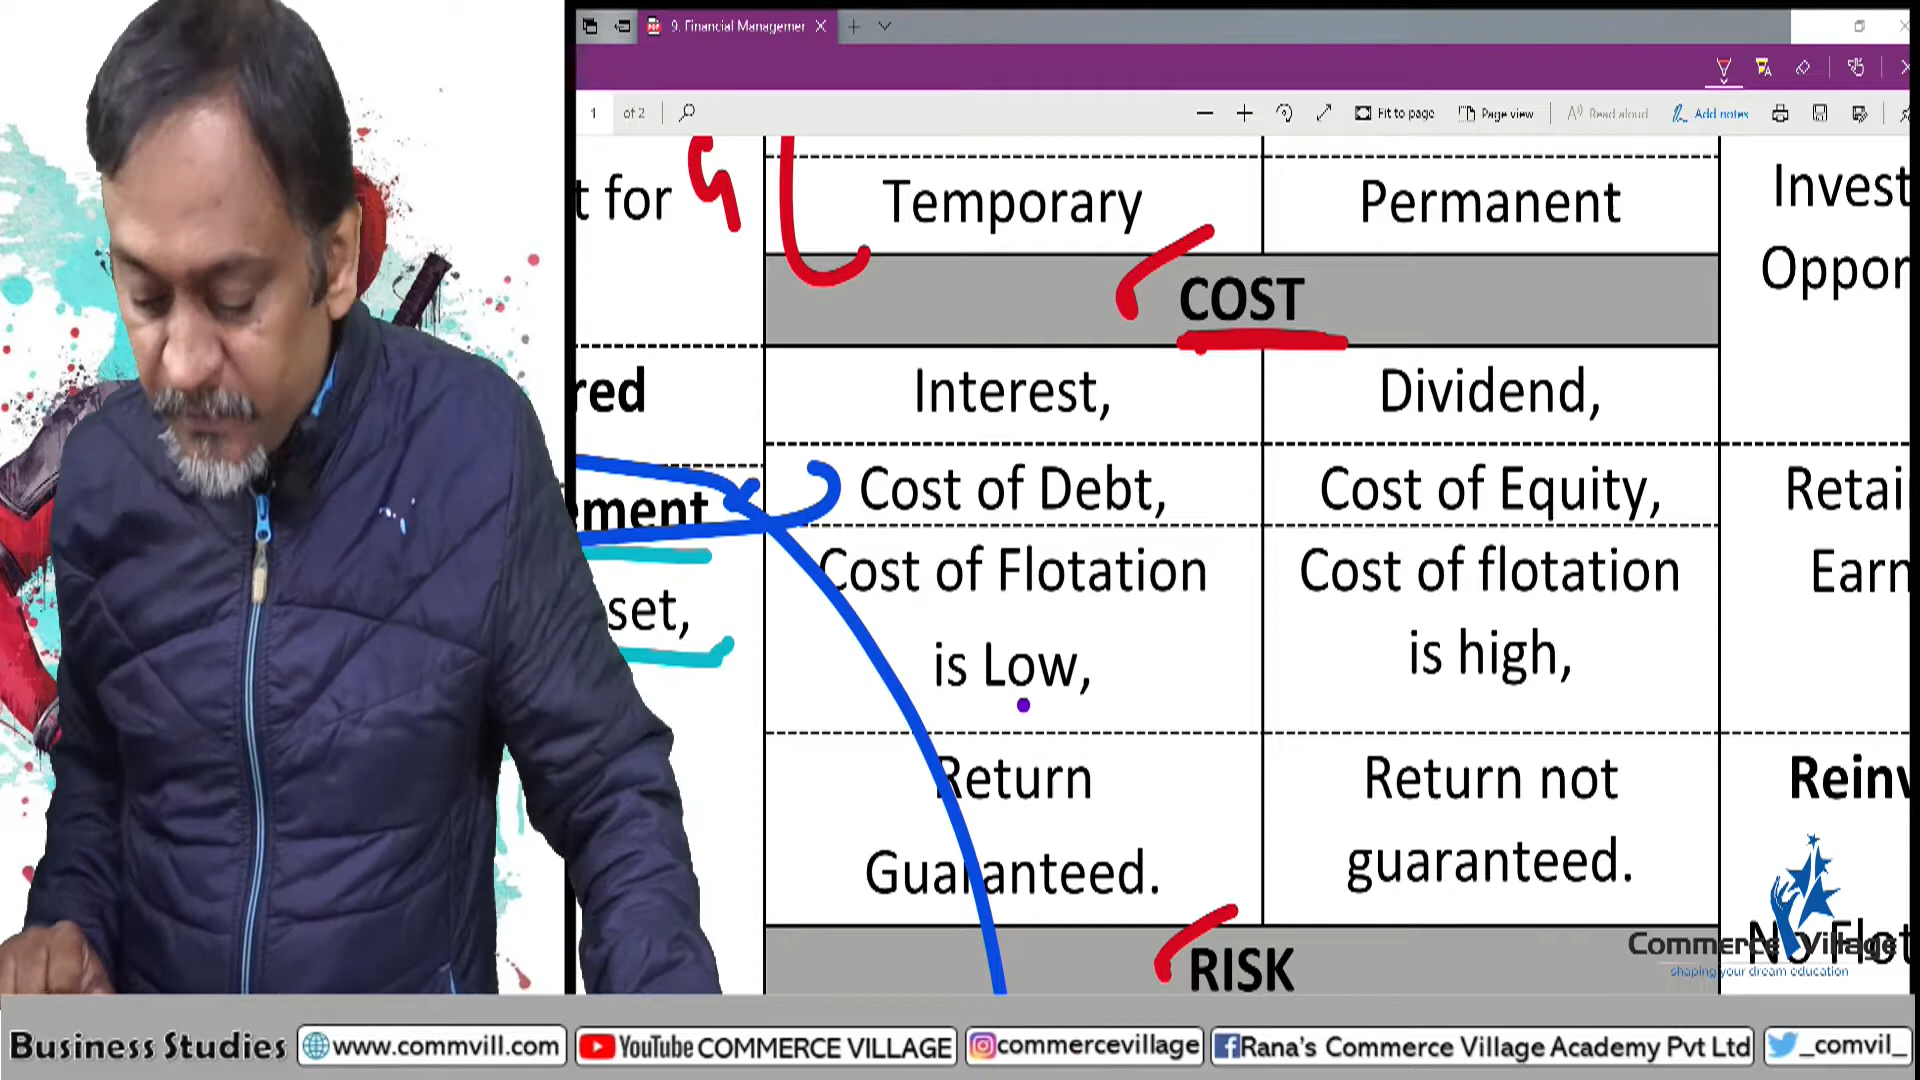 9. Financial Managemer
1 of 2
Fit to page
Page view
Read aloud
Add notes
t for
Temporary
Permanent
Invest
Oppor
COST
red
Interest,
Dividend,
ement
Cost of Debt,
Cost of Equity,
Retai
set,
Cost of Flotation
is Low,
Cost of flotation
is high,
Earn
Return
Guaranteed.
Return not
guaranteed.
Reinv
No Flot
Commerce Village
shaping your dream education
RISK
Business Studies
www.commvill.com
YouTube COMMERCE VILLAGE
commercevillage
Rana's Commerce Village Academy Pvt Ltd
_comvil_